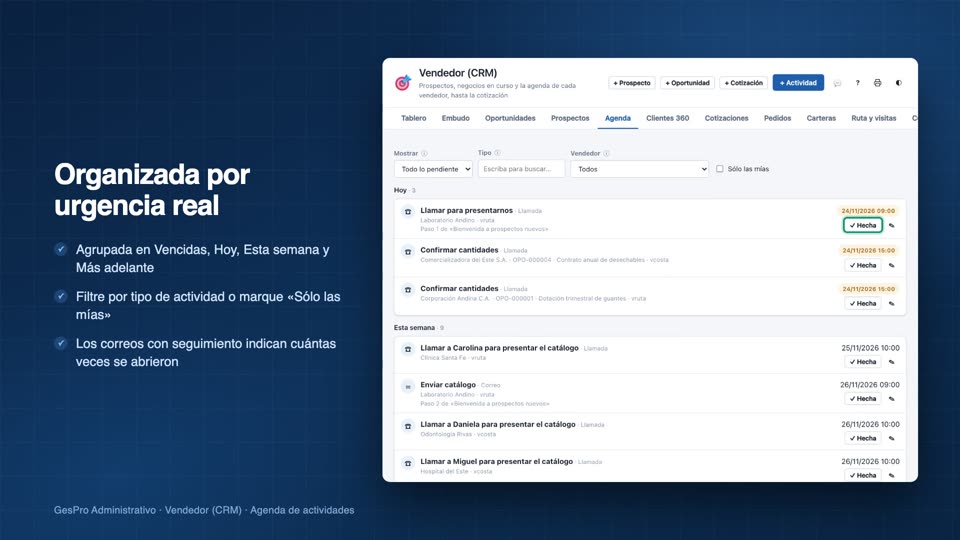 Organizada por
urgencia real
Agrupada en Vencidas, Hoy, Esta semana y
Más adelante
Filtre por tipo de actividad o marque «Sólo las
mías»
Los correos con seguimiento indican cuántas
veces se abrieron
GesPro Administrativo · Vendedor (CRM) · Agenda de actividades
Vendedor (CRM)
Prospectos, negocios en curso y la agenda de cada
vendedor, hasta la cotización
+ Prospecto + Oportunidad + Cotización + Actividad ?
Tablero Embudo Oportunidades Prospectos Agenda Clientes 360 Cotizaciones Pedidos Carteras Ruta y visitas
Mostrar Tipo Vendedor
Todo lo pendiente Escriba para buscar... Todos Sólo las mías
Hoy · 3
Llamar para presentarnos · Llamada 24/11/2026 09:00
Laboratorio Andino · vruta
Paso 1 de «Bienvenida a prospectos nuevos»
✓ Hecha
Confirmar cantidades · Llamada 24/11/2026 15:00
Comercializadora del Este S.A. · OPO-000004 · Contrato anual de desechables · vcosta
✓ Hecha
Confirmar cantidades · Llamada 24/11/2026 15:00
Corporación Andina C.A. · OPO-000001 · Dotación trimestral de guantes · vruta
✓ Hecha
Esta semana · 9
Llamar a Carolina para presentar el catálogo · Llamada 25/11/2026 10:00
Clínica Santa Fe · vruta
✓ Hecha
Enviar catálogo · Correo 26/11/2026 09:00
Laboratorio Andino · vruta
✓ Hecha
Paso 2 de «Bienvenida a prospectos nuevos»
Llamar a Daniela para presentar el catálogo · Llamada 26/11/2026 10:00
Odontología Rivas · vcosta
✓ Hecha
Llamar a Miguel para presentar el catálogo · Llamada 26/11/2026 10:00
Hospital del Este · vcosta
✓ Hecha